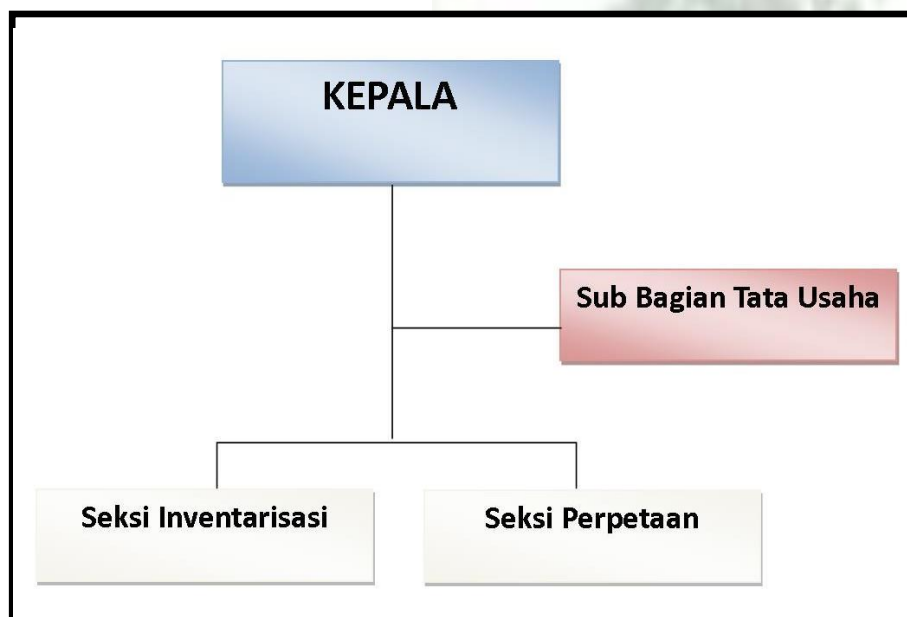 KEPALA
Sub Bagian Tata Usaha
Seksi Inventarisasi
Seksi Perpetaan